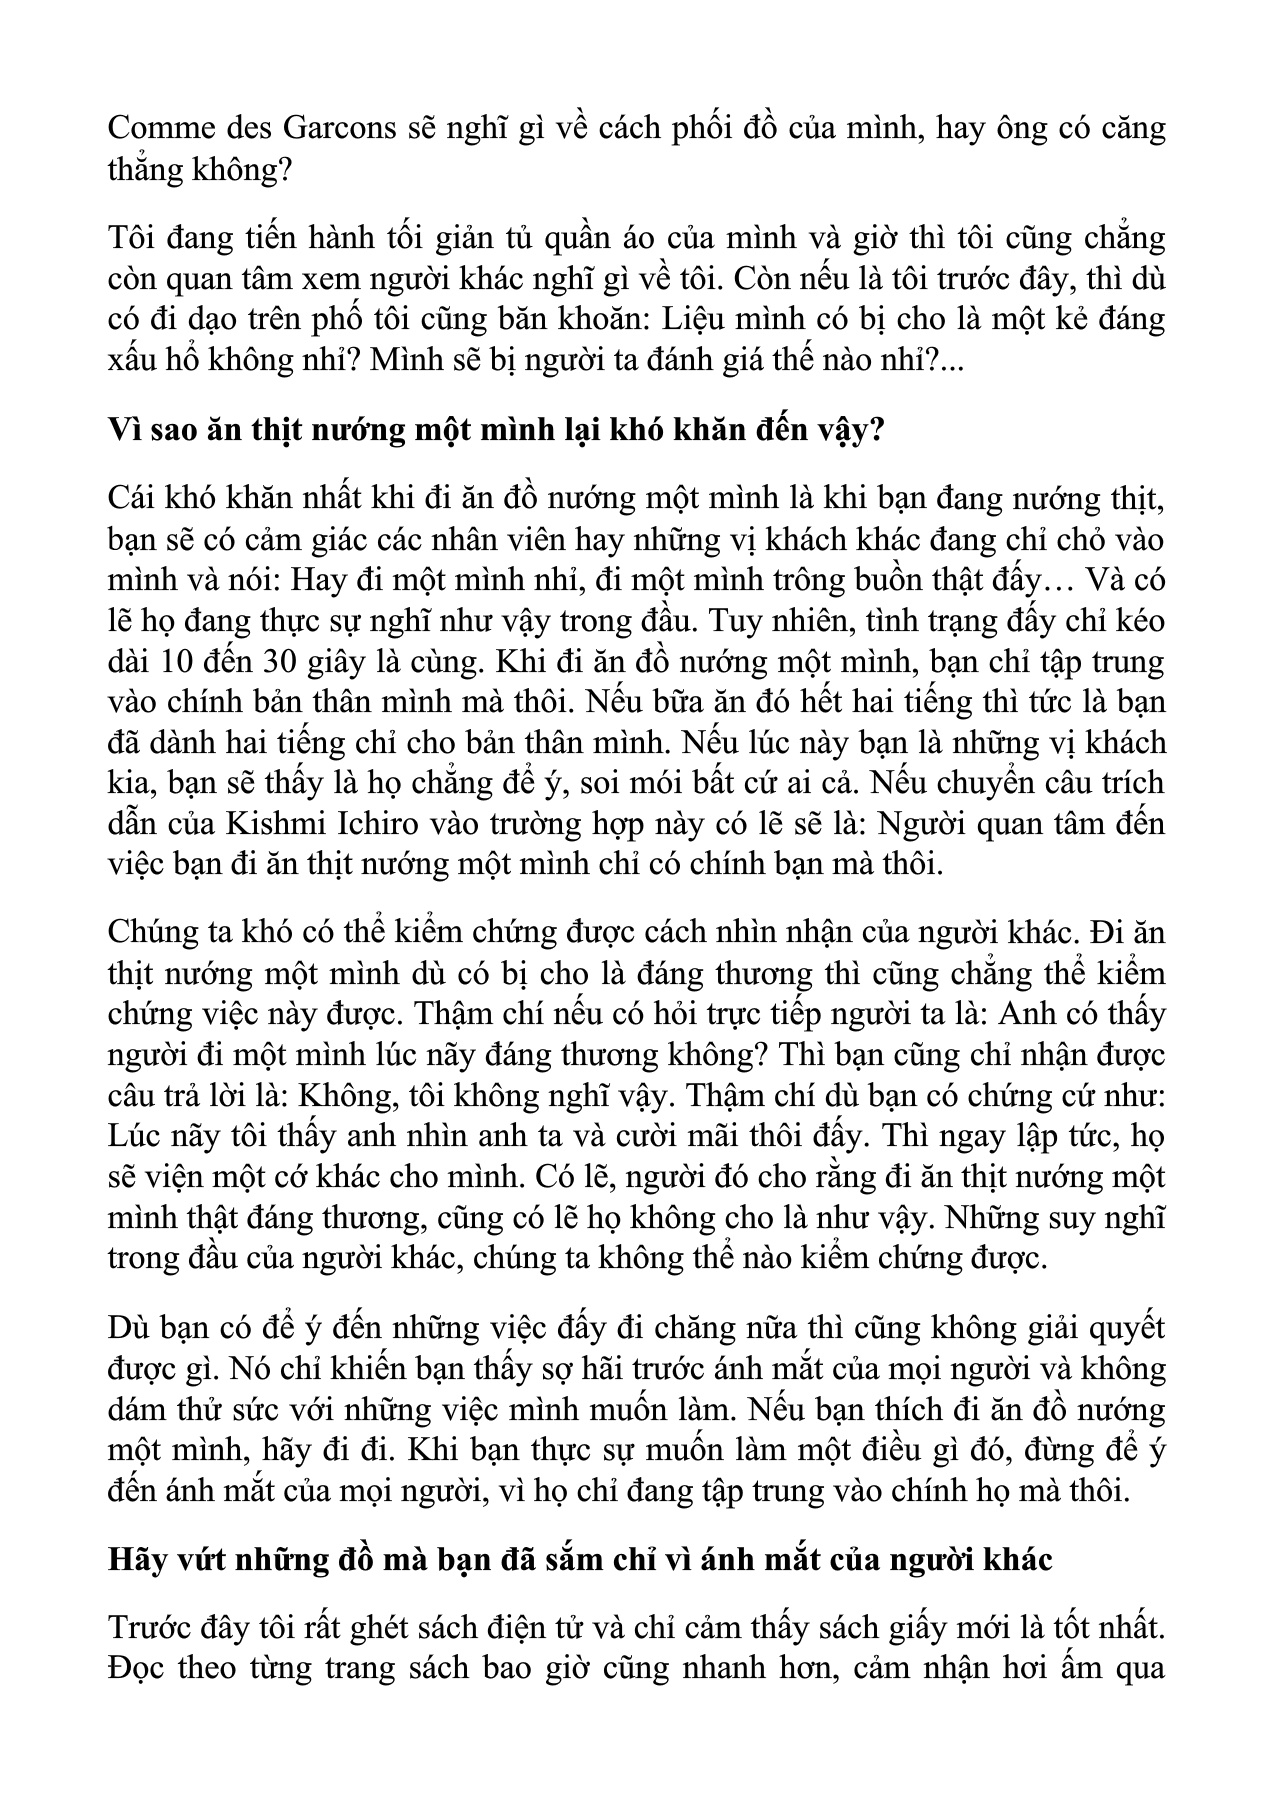 Comme des Garcons sẽ nghĩ gì về cách phối đồ của mình, hay ông có căng
thẳng không?
Tôi đang tiến hành tối giản tủ quần áo của mình và giờ thì tôi cũng chẳng
còn quan tâm xem người khác nghĩ gì về tôi. Còn nếu là tôi trước đây, thì dù
có đi dạo trên phố tôi cũng băn khoăn: Liệu mình có bị cho là một kẻ đáng
xấu hổ không nhỉ? Mình sẽ bị người ta đánh giá thế nào nhỉ?...
Vì sao ăn thịt nướng một mình lại khó khăn đến vậy?
Cái khó khăn nhất khi đi ăn đồ nướng một mình là khi bạn đang nướng thịt,
bạn sẽ có cảm giác các nhân viên hay những vị khách khác đang chỉ chỏ vào
mình và nói: Hay đi một mình nhỉ, đi một mình trông buồn thật đấy… Và có
lẽ họ đang thực sự nghĩ như vậy trong đầu. Tuy nhiên, tình trạng đấy chỉ kéo
dài 10 đến 30 giây là cùng. Khi đi ăn đồ nướng một mình, bạn chỉ tập trung
vào chính bản thân mình mà thôi. Nếu bữa ăn đó hết hai tiếng thì tức là bạn
đã dành hai tiếng chỉ cho bản thân mình. Nếu lúc này bạn là những vị khách
kia, bạn sẽ thấy là họ chẳng để ý, soi mói bất cứ ai cả. Nếu chuyển câu trích
dẫn của Kishmi Ichiro vào trường hợp này có lẽ sẽ là: Người quan tâm đến
việc bạn đi ăn thịt nướng một mình chỉ có chính bạn mà thôi.
Chúng ta khó có thể kiểm chứng được cách nhìn nhận của người khác. Đi ăn
thịt nướng một mình dù có bị cho là đáng thương thì cũng chẳng thể kiểm
chứng việc này được. Thậm chí nếu có hỏi trực tiếp người ta là: Anh có thấy
người đi một mình lúc nãy đáng thương không? Thì bạn cũng chỉ nhận được
câu trả lời là: Không, tôi không nghĩ vậy. Thậm chí dù bạn có chứng cứ như:
Lúc nãy tôi thấy anh nhìn anh ta và cười mãi thôi đấy. Thì ngay lập tức, họ
sẽ viện một cớ khác cho mình. Có lẽ, người đó cho rằng đi ăn thịt nướng một
mình thật đáng thương, cũng có lẽ họ không cho là như vậy. Những suy nghĩ
trong đầu của người khác, chúng ta không thể nào kiểm chứng được.
Dù bạn có để ý đến những việc đấy đi chăng nữa thì cũng không giải quyết
được gì. Nó chỉ khiến bạn thấy sợ hãi trước ánh mắt của mọi người và không
dám thử sức với những việc mình muốn làm. Nếu bạn thích đi ăn đồ nướng
một mình, hãy đi đi. Khi bạn thực sự muốn làm một điều gì đó, đừng để ý
đến ánh mắt của mọi người, vì họ chỉ đang tập trung vào chính họ mà thôi.
Hãy vứt những đồ mà bạn đã sắm chỉ vì ánh mắt của người khác
Trước đây tôi rất ghét sách điện tử và chỉ cảm thấy sách giấy mới là tốt nhất.
Đọc theo từng trang sách bao giờ cũng nhanh hơn, cảm nhận hơi ấm qua